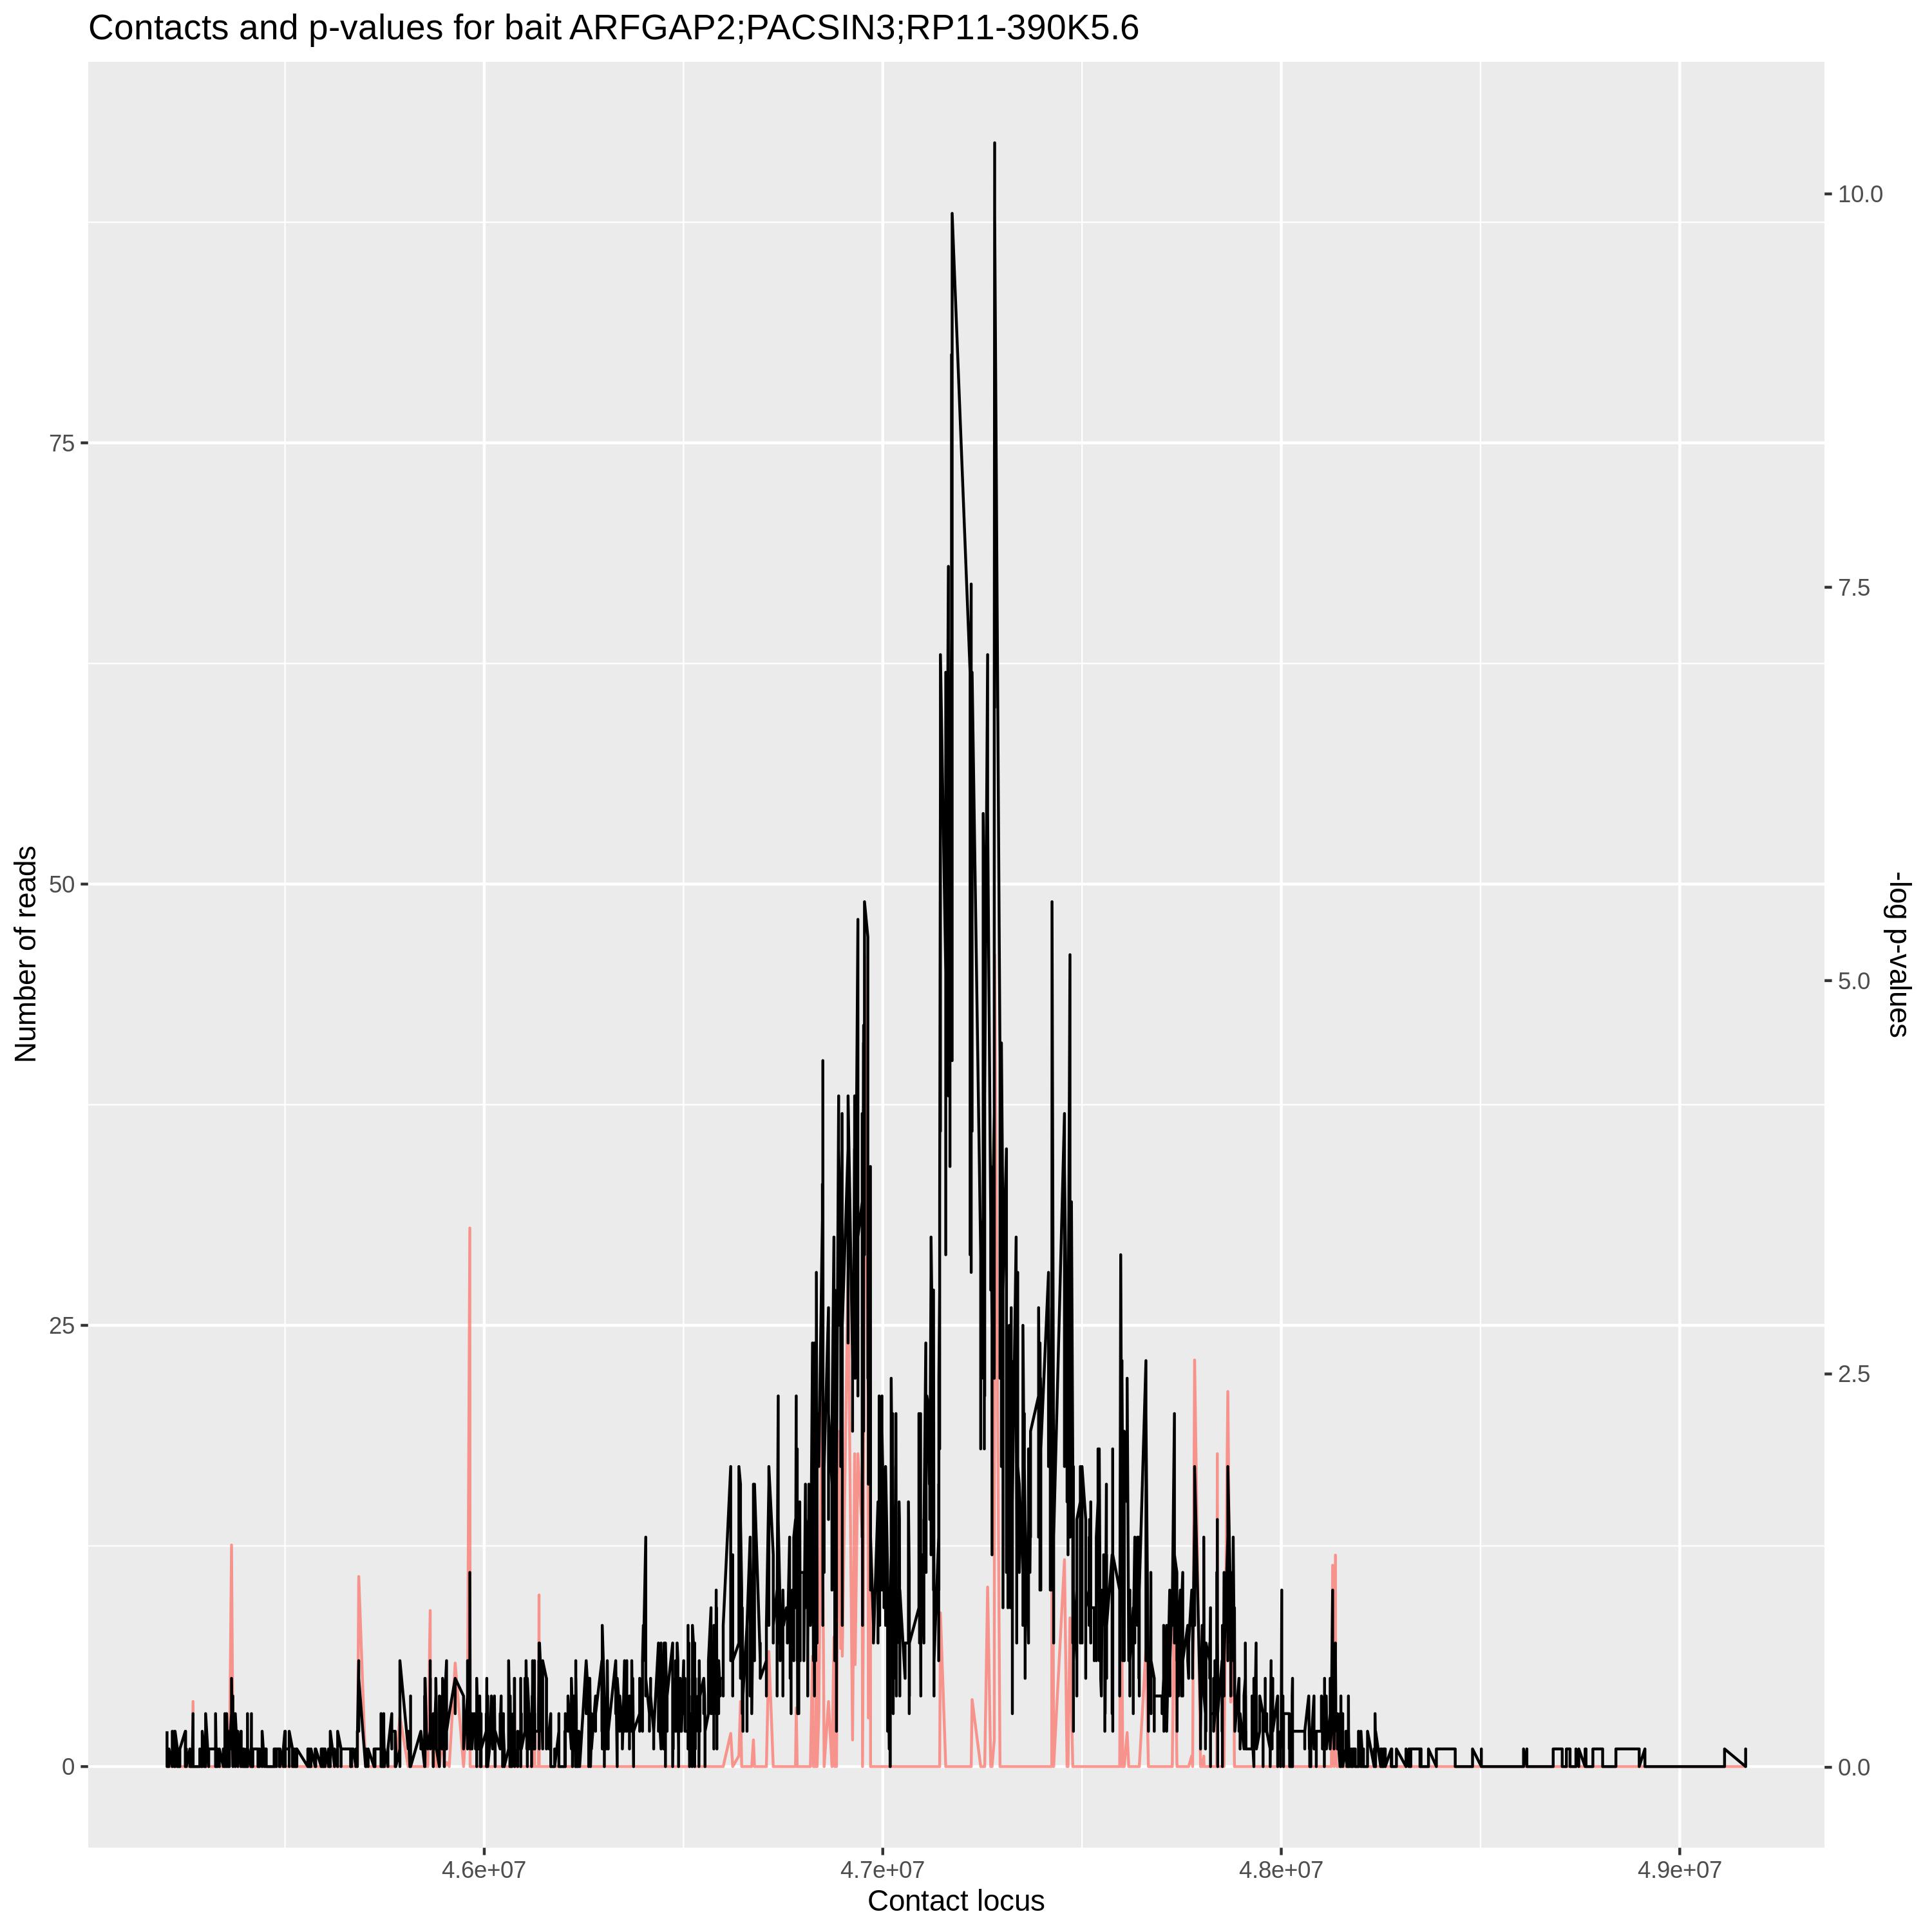 Contacts and p-values for bait ARFGAP2;PACSIN3;RP11-390K5.6
Number of reads
75
50
25
0
10.0
7.5
5.0
2.5
0.0
-log p-values
4.6e+07 4.7e+07 4.8e+07 4.9e+07
Contact locus